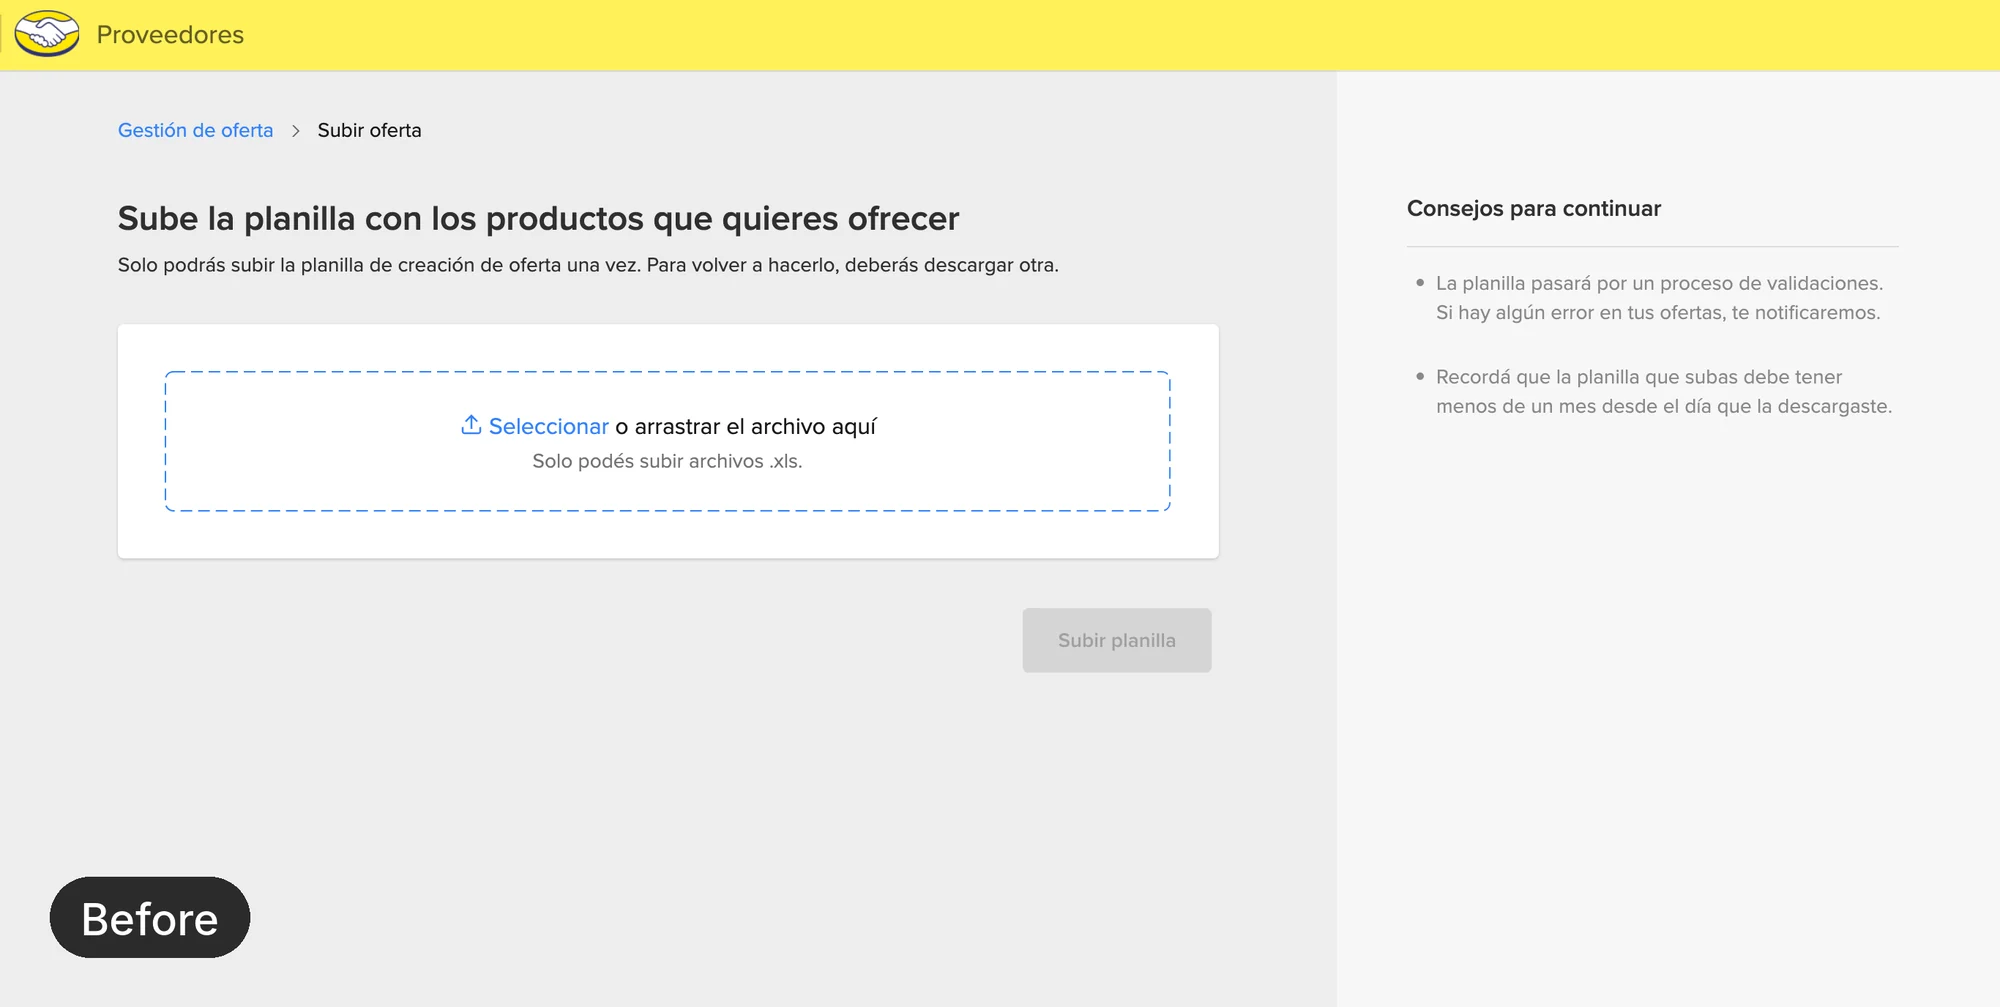 Proveedores
Gestión de oferta > Subir oferta
Sube la planilla con los productos que quieres ofrecer
Solo podrás subir la planilla de creación de oferta una vez. Para volver a hacerlo, deberás descargar otra.
Seleccionar o arrastrar el archivo aquí
Solo podés subir archivos .xls.
Subir planilla
Consejos para continuar
• La planilla pasará por un proceso de validaciones.
Si hay algún error en tus ofertas, te notificaremos.
• Recordá que la planilla que subas debe tener
menos de un mes desde el día que la descargaste.
Before